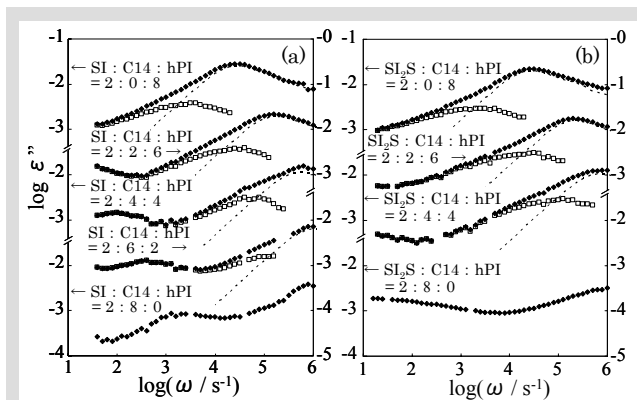 (a)
(b)
-1
-2
-3
-2
-3
-2
-3
-4
0
-1
-2
← SI : C14 : hPI
= 2 : 0 : 8
SI : C14 : hPI
= 2 : 2 : 6 →
SI : C14 : hPI
← = 2 : 4 : 4
SI : C14 : hPI
= 2 : 6 : 2 →
SI : C14 : hPI
← = 2 : 8 : 0
← SI₂S : C14 : hPI
= 2 : 0 : 8
SI₂S : C14 : hPI
= 2 : 2 : 6 →
← SI₂S : C14 : hPI
= 2 : 4 : 4
← SI₂S : C14 : hPI
= 2 : 8 : 0
log ε''
1 2 3 4 5 6
1 2 3 4 5 6
log(ω / s⁻¹)
log(ω / s⁻¹)